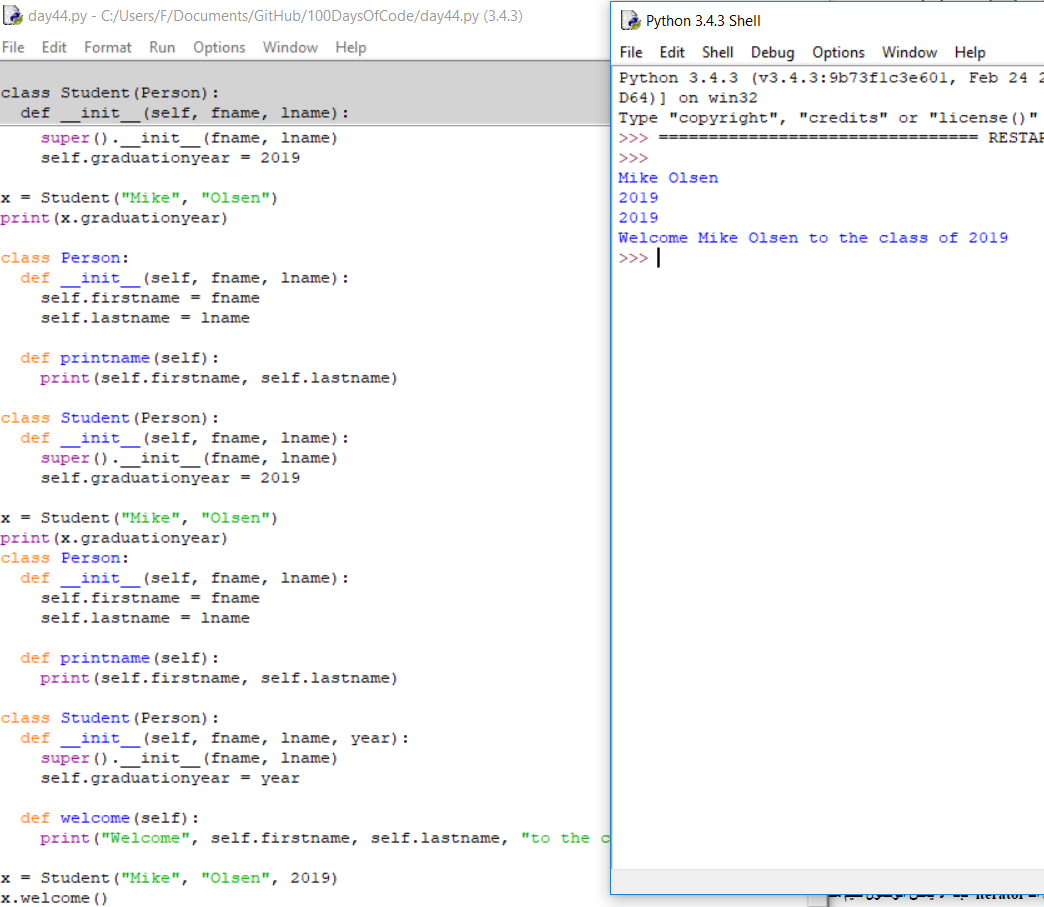 day44.py - C:/Users/F/Documents/GitHub/100DaysOfCode/day44.py (3.4.3)
File Edit Format Run Options Window Help
class Student(Person):
  def __init__(self, fname, lname):
    super().__init__(fname, lname)
    self.graduationyear = 2019
x = Student("Mike", "Olsen")
print(x.graduationyear)
class Person:
  def __init__(self, fname, lname):
    self.firstname = fname
    self.lastname = lname
  def printname(self):
    print(self.firstname, self.lastname)
class Student(Person):
  def __init__(self, fname, lname):
    super().__init__(fname, lname)
    self.graduationyear = 2019
x = Student("Mike", "Olsen")
print(x.graduationyear)
class Person:
  def __init__(self, fname, lname):
    self.firstname = fname
    self.lastname = lname
  def printname(self):
    print(self.firstname, self.lastname)
class Student(Person):
  def __init__(self, fname, lname, year):
    super().__init__(fname, lname)
    self.graduationyear = year
  def welcome(self):
    print("Welcome", self.firstname, self.lastname, "to the c
x = Student("Mike", "Olsen", 2019)
x.welcome()
Python 3.4.3 Shell
File Edit Shell Debug Options Window Help
Python 3.4.3 (v3.4.3:9b73f1c3e601, Feb 24 2
D64)] on win32
Type "copyright", "credits" or "license()"
>>> ================================ RESTAR
>>>
Mike Olsen
2019
2019
Welcome Mike Olsen to the class of 2019
>>>
iterator